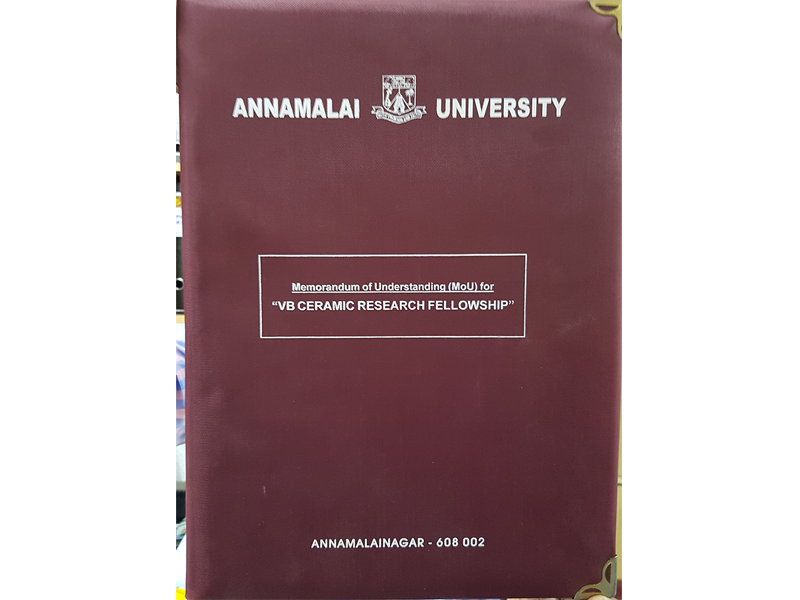 ANNAMALAI UNIVERSITY
Memorandum of Understanding (MoU) for
“VB CERAMIC RESEARCH FELLOWSHIP”
ANNAMALAINAGAR - 608 002